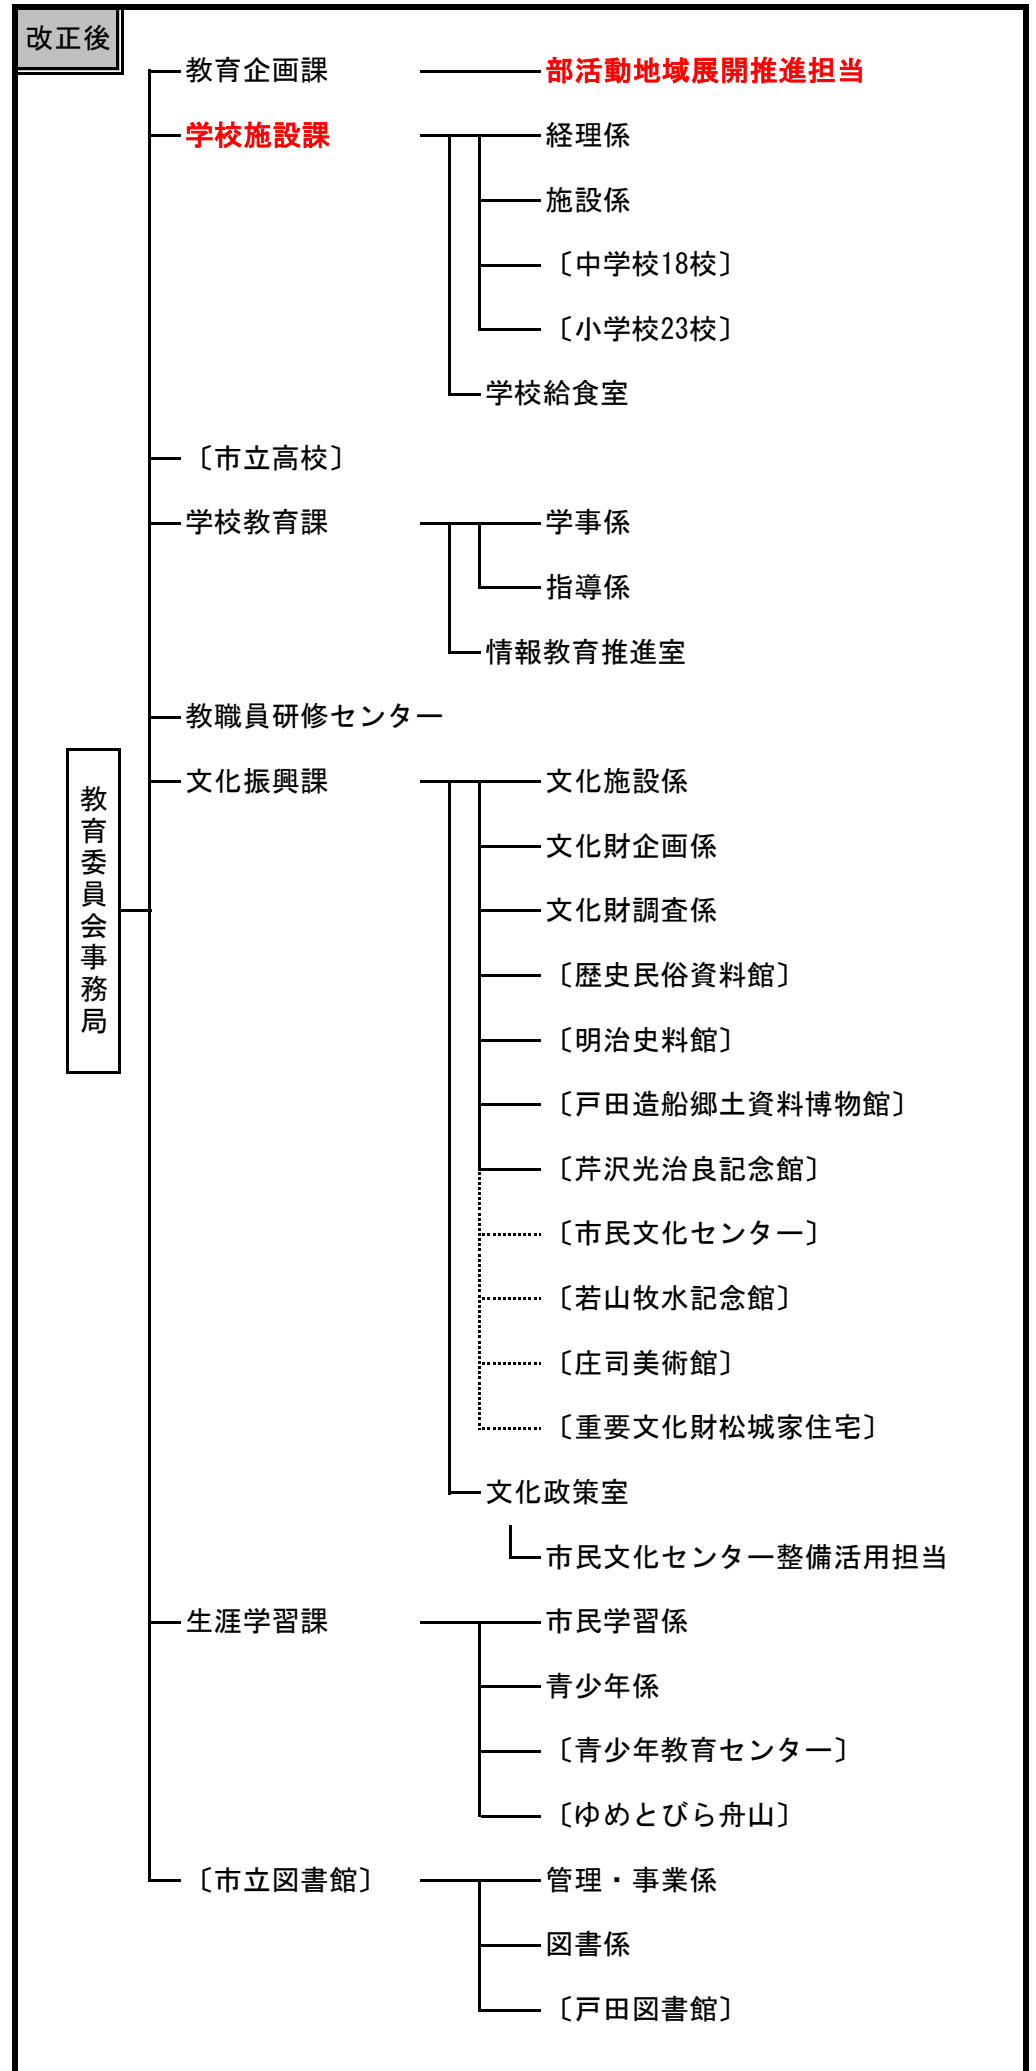 改正後
教育企画課 部活動地域展開推進担当
学校施設課 経理係
施設係
〔中学校18校〕
〔小学校23校〕
学校給食室
〔市立高校〕
学校教育課 学事係
指導係
情報教育推進室
教職員研修センター
教育委員会事務局
文化振興課 文化施設係
文化財企画係
文化財調査係
〔歴史民俗資料館〕
〔明治史料館〕
〔戸田造船郷土資料博物館〕
〔芹沢光治良記念館〕
〔市民文化センター〕
〔若山牧水記念館〕
〔庄司美術館〕
〔重要文化財松城家住宅〕
文化政策室
市民文化センター整備活用担当
生涯学習課 市民学習係
青少年係
〔青少年教育センター〕
〔ゆめとびら舟山〕
〔市立図書館〕 管理・事業係
図書係
〔戸田図書館〕